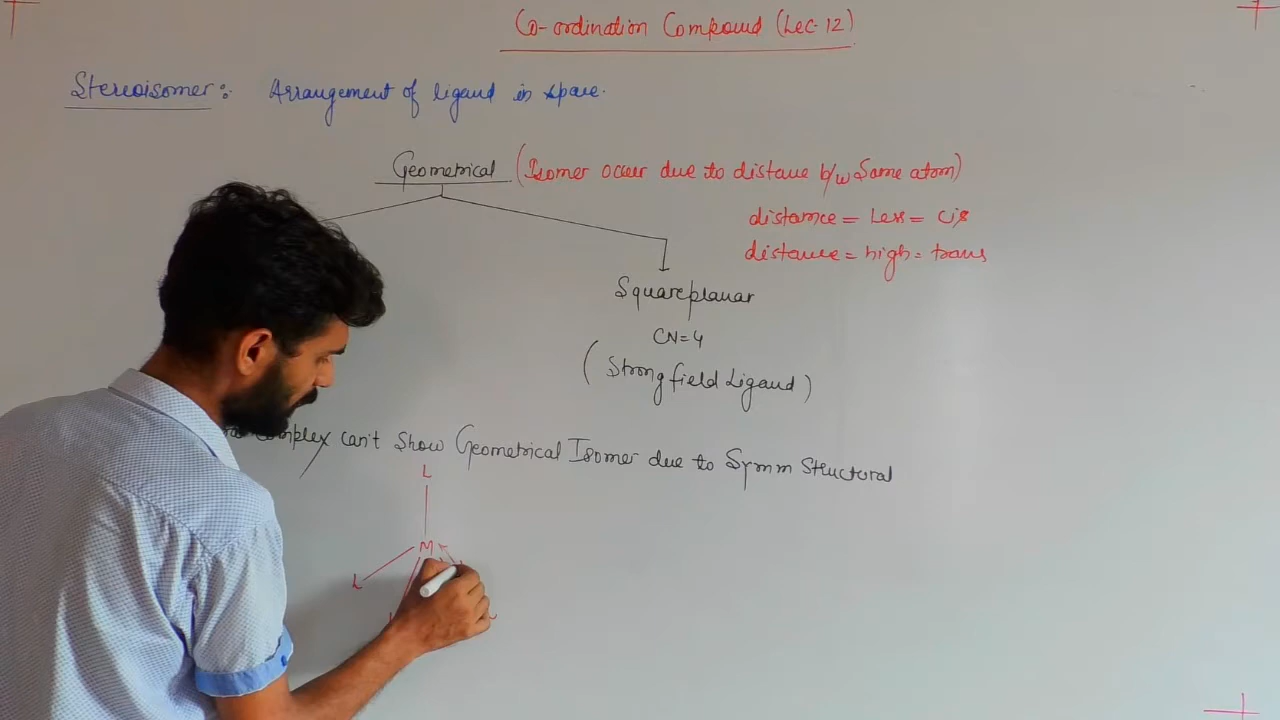 Co-ordination Compound (Lec-12)
Stereoisomer: Arrangement of ligand in space.
Geometrical (Isomer occur due to distance b/w Same atom)
distance = Less = cis
distance = high = trans
Squareplanar
CN=4
(Strong field Ligand)
complex can't Show Geometrical Isomer due to Symm Structural
L
M
L